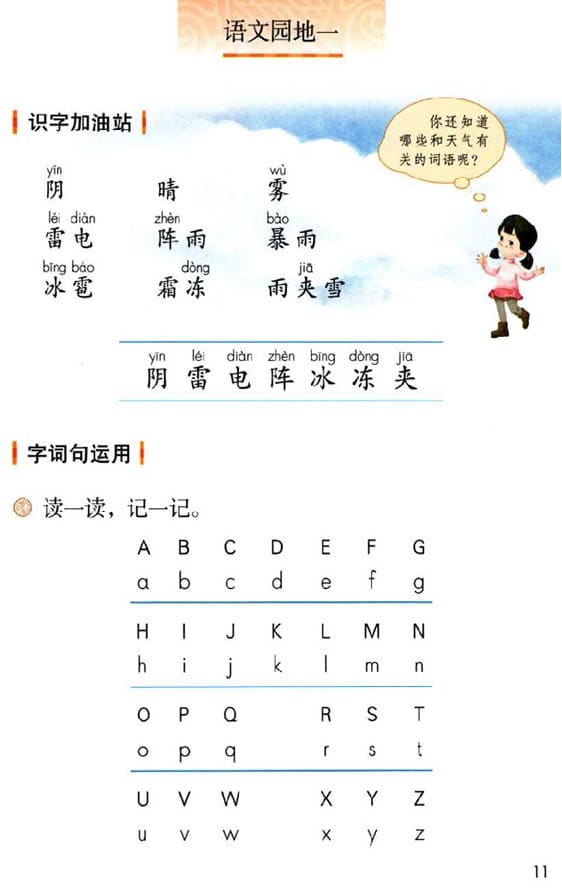 语文园地一
识字加油站
你还知道
哪些和天气有
关的词语呢？
yīn wù
阴 晴 雾
léi diàn zhèn bào
雷电 阵雨 暴雨
bīng báo dòng jiā
冰雹 霜冻 雨夹雪
yīn léi diàn zhèn bīng dòng jiā
阴 雷 电 阵 冰 冻 夹
字词句运用
读一读，记一记。
A B C D E F G
a b c d e f g
H I J K L M N
h i j k l m n
O P Q R S T
o p q r s t
U V W X Y Z
u v w x y z
11